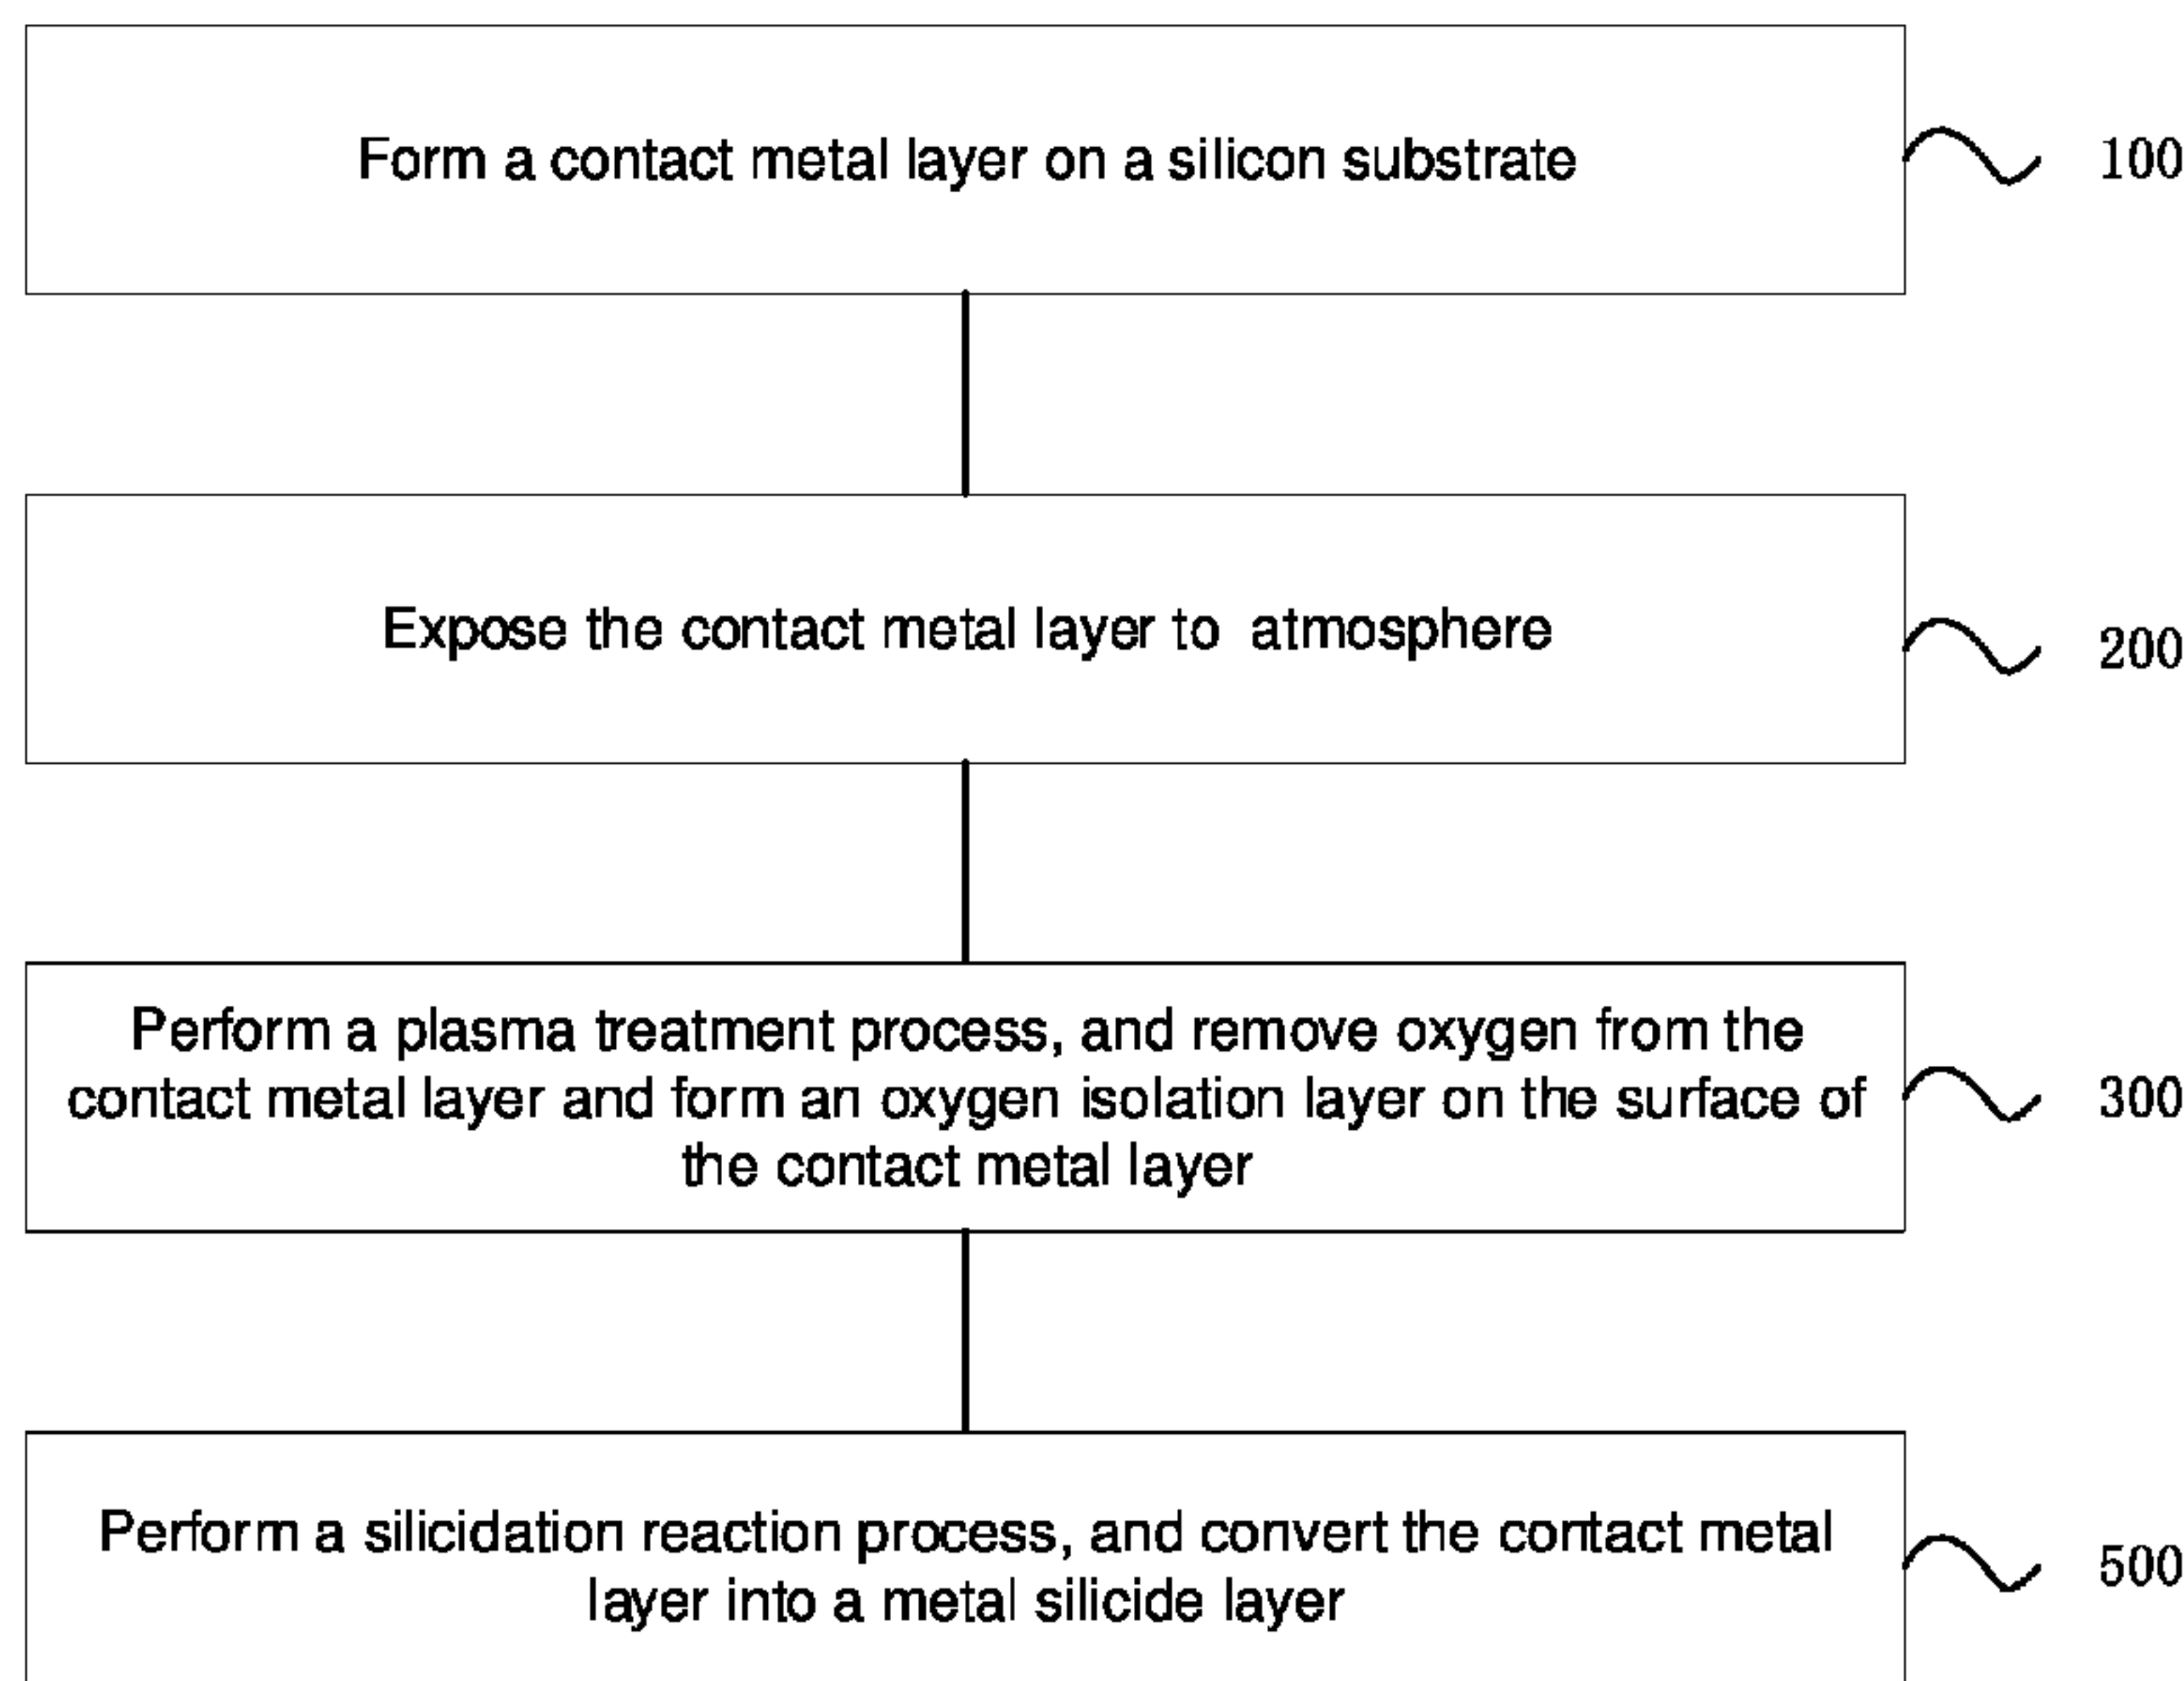 Form a contact metal layer on a silicon substrate
100
Expose the contact metal layer to atmosphere
200
Perform a plasma treatment process, and remove oxygen from the
contact metal layer and form an oxygen isolation layer on the surface of
the contact metal layer
300
Perform a silicidation reaction process, and convert the contact metal
layer into a metal silicide layer
500